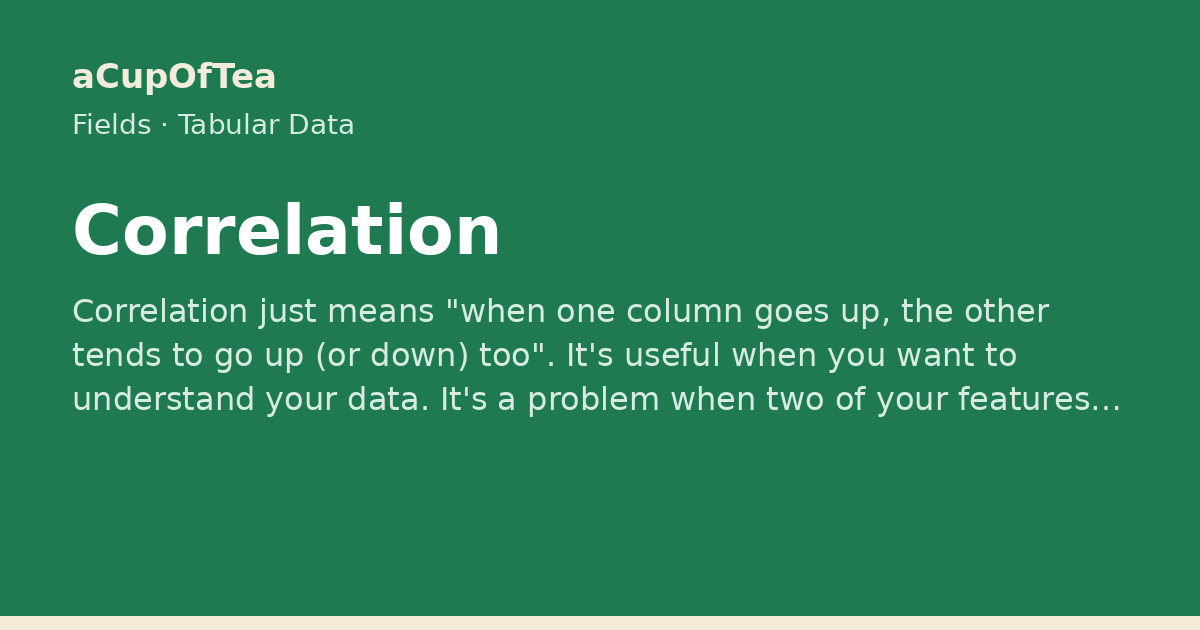 aCupOfTea
Fields · Tabular Data
Correlation
Correlation just means "when one column goes up, the other
tends to go up (or down) too". It's useful when you want to
understand your data. It's a problem when two of your features…